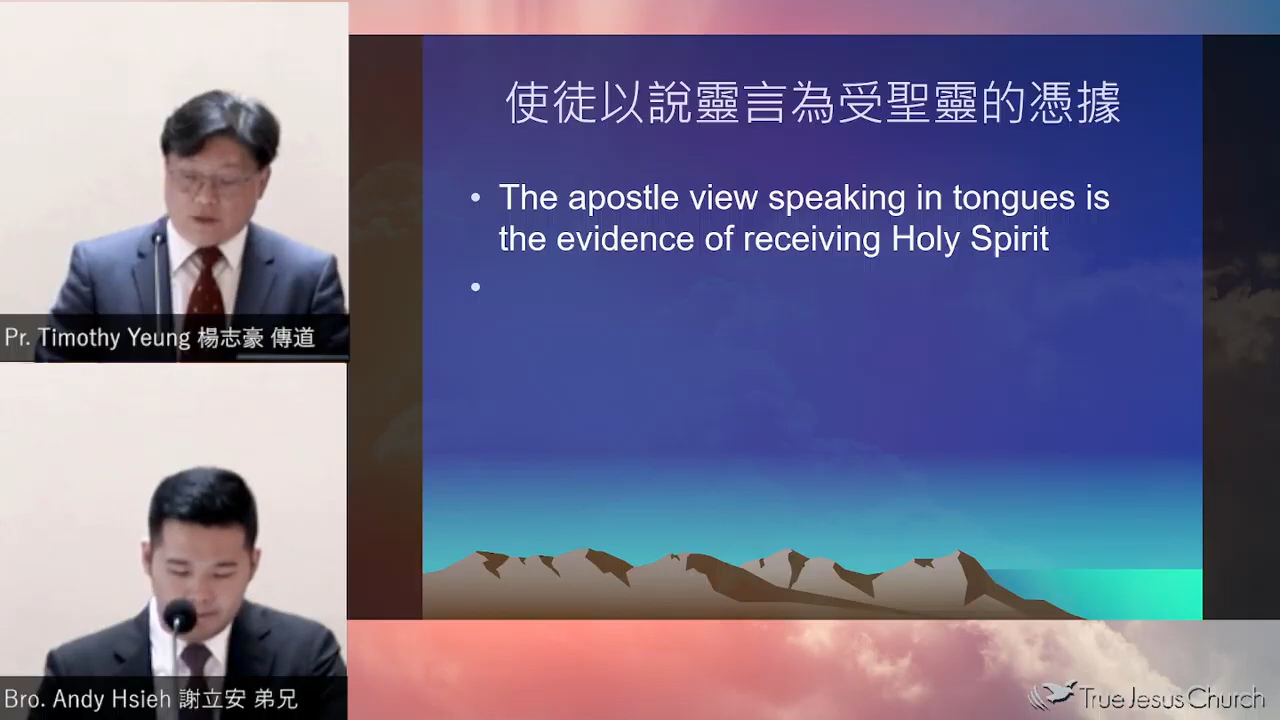 使徒以說靈言為受聖靈的憑據
• The apostle view speaking in tongues is
the evidence of receiving Holy Spirit
•
Pr. Timothy Yeung 楊志豪 傳道
Bro. Andy Hsieh 謝立安 弟兄
True Jesus Church